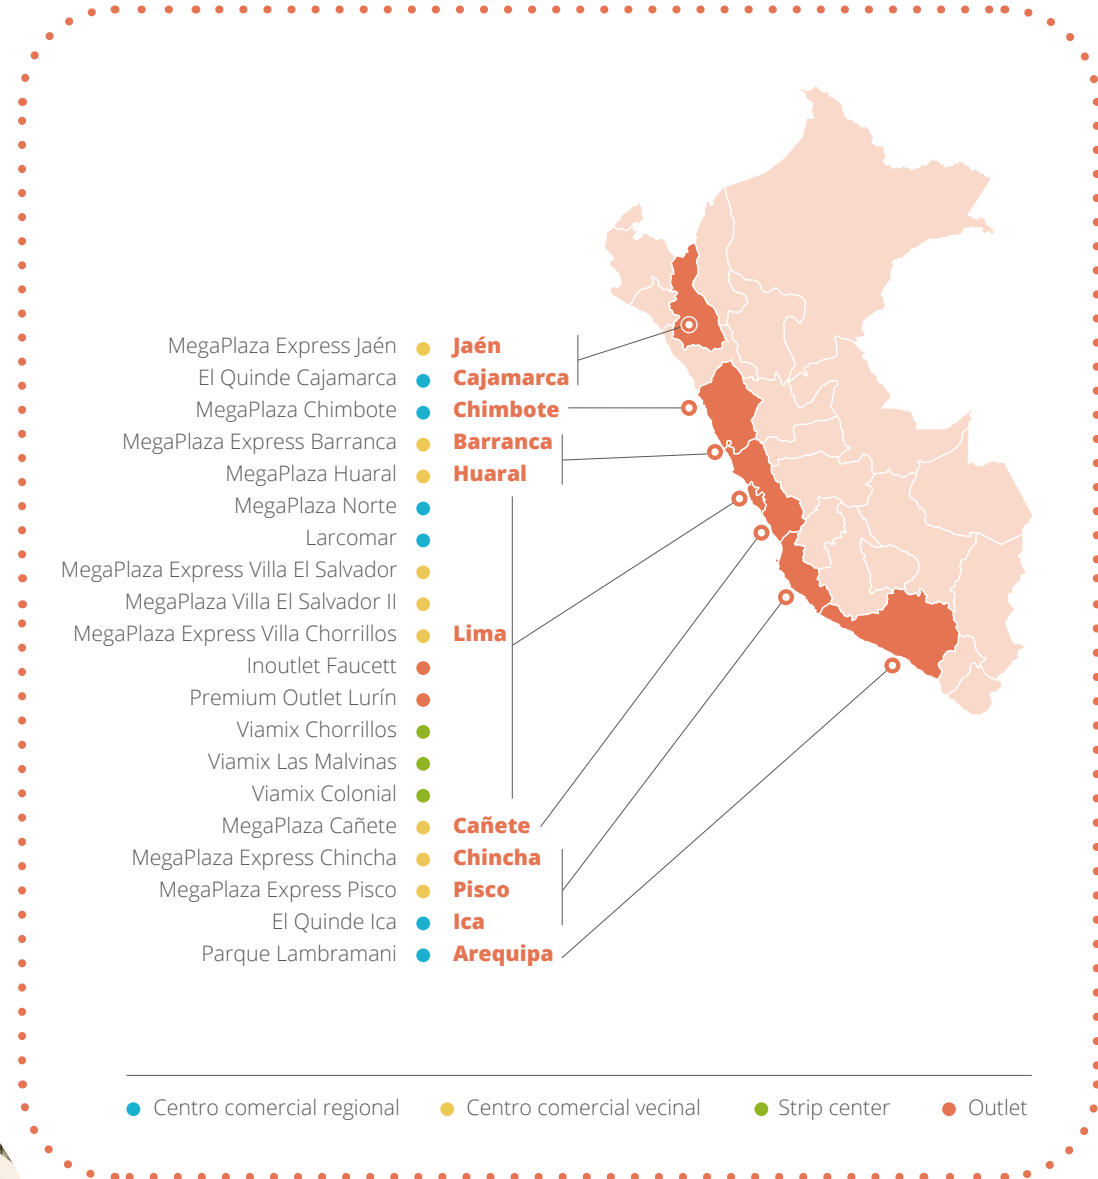 MegaPlaza Express Jaén Jaén
El Quinde Cajamarca Cajamarca
MegaPlaza Chimbote Chimbote
MegaPlaza Express Barranca Barranca
MegaPlaza Huaral Huaral
MegaPlaza Norte
Larcomar
MegaPlaza Express Villa El Salvador
MegaPlaza Villa El Salvador II
MegaPlaza Express Villa Chorrillos Lima
Inoutlet Faucett
Premium Outlet Lurín
Viamix Chorrillos
Viamix Las Malvinas
Viamix Colonial
MegaPlaza Cañete Cañete
MegaPlaza Express Chincha Chincha
MegaPlaza Express Pisco Pisco
El Quinde Ica Ica
Parque Lambramani Arequipa
Centro comercial regional Centro comercial vecinal Strip center Outlet